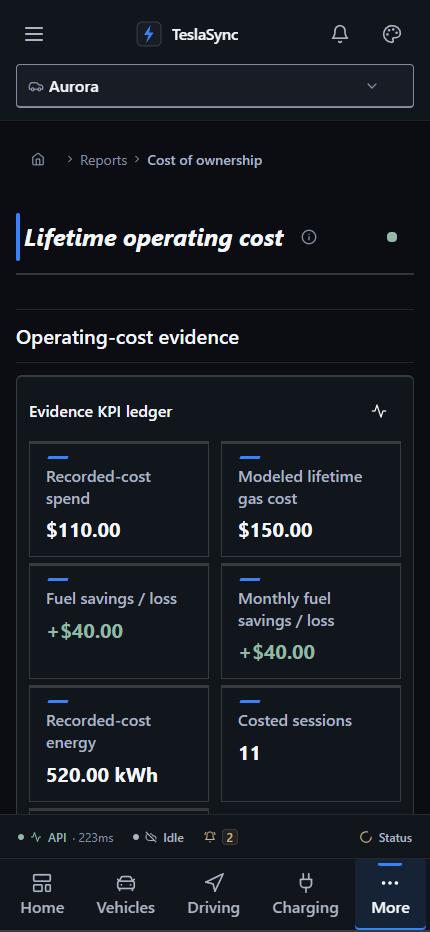 TeslaSync
Aurora
Reports
Cost of ownership
Lifetime operating cost
Operating-cost evidence
Evidence KPI ledger
Recorded-cost
spend
$110.00
Modeled lifetime
gas cost
$150.00
Fuel savings / loss
+$40.00
Monthly fuel
savings / loss
+$40.00
Recorded-cost
energy
520.00 kWh
Costed sessions
11
API · 223ms
Idle
2
Status
Home
Vehicles
Driving
Charging
More